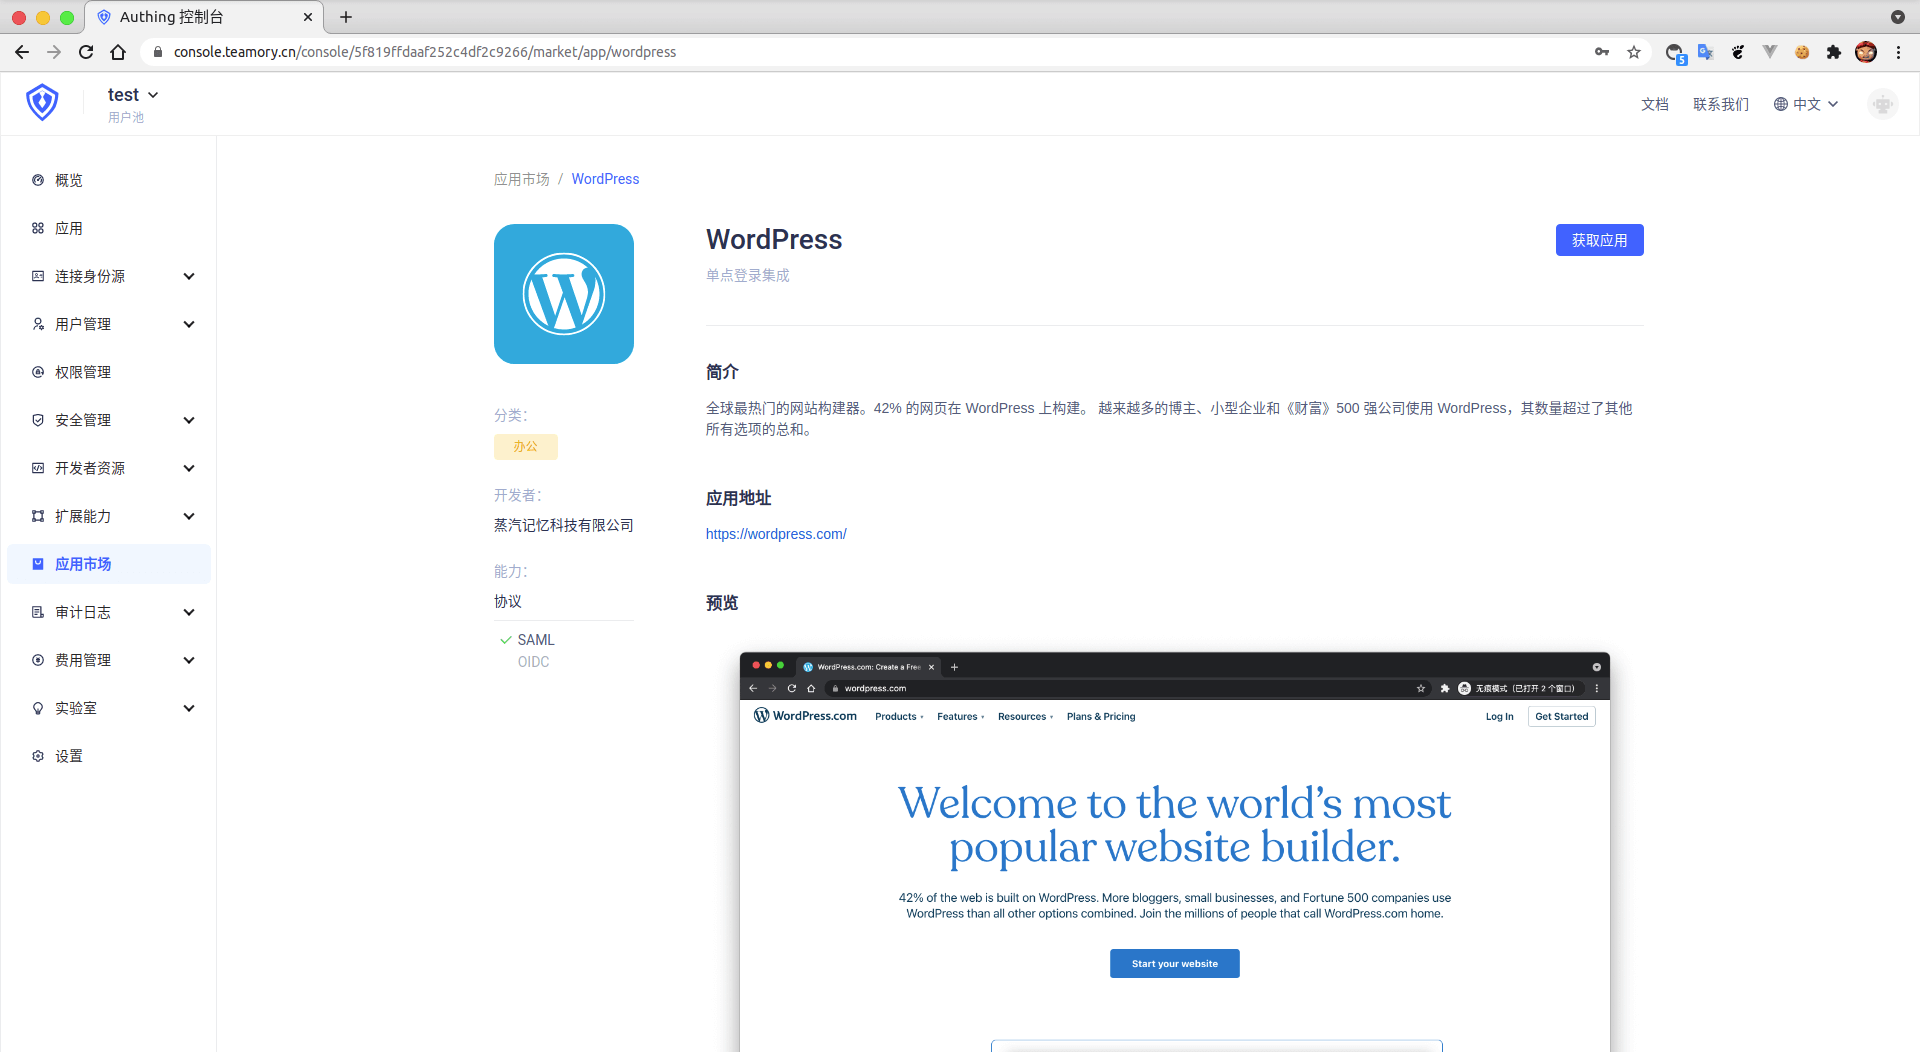 Authing 控制台
console.teamory.cn/console/5f819ffdaaf252c4df2c9266/market/app/wordpress
5
test
用户池
文档
联系我们
中文
概览
应用
连接身份源
用户管理
权限管理
安全管理
开发者资源
扩展能力
应用市场
审计日志
费用管理
实验室
设置
应用市场 / WordPress
WordPress
单点登录集成
获取应用
分类:
办公
开发者:
蒸汽记忆科技有限公司
能力:
协议
SAML
OIDC
简介
全球最热门的网站构建器。42% 的网页在 WordPress 上构建。 越来越多的博主、小型企业和《财富》500 强公司使用 WordPress，其数量超过了其他
所有选项的总和。
应用地址
https://wordpress.com/
预览
WordPress.com: Create a Free
wordpress.com
无痕模式（已打开 2 个窗口）
WordPress.com
Products
Features
Resources
Plans & Pricing
Log In
Get Started
Welcome to the world’s most
popular website builder.
42% of the web is built on WordPress. More bloggers, small businesses, and Fortune 500 companies use
WordPress than all other options combined. Join the millions of people that call WordPress.com home.
Start your website